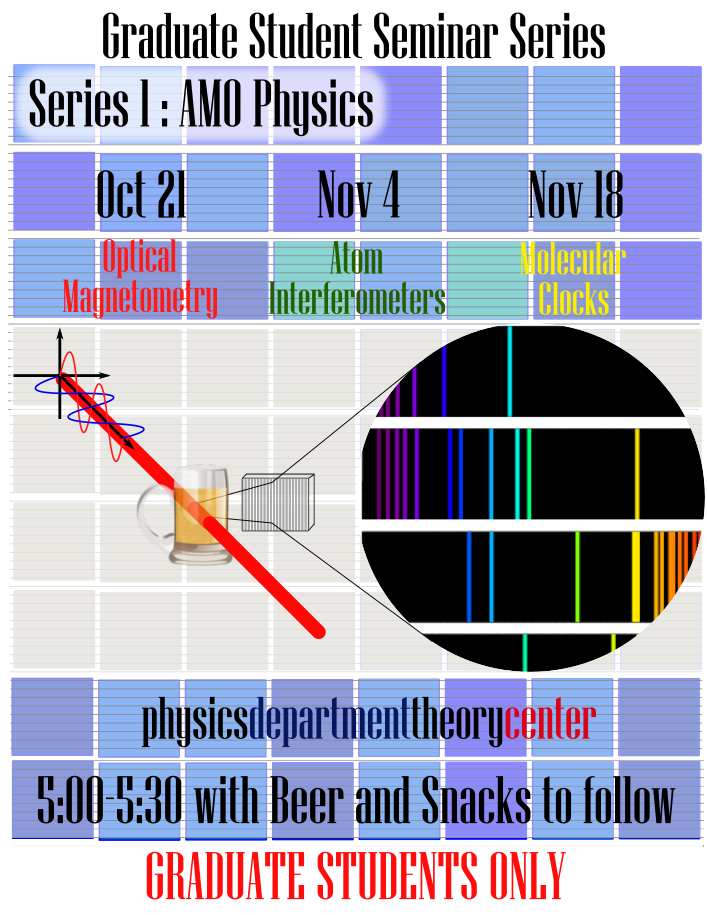 Graduate Student Seminar Series
Series 1 : AMO Physics
Oct 21 Nov 4 Nov 18
Optical Magnetometry
Atom Interferometers
Molecular Clocks
physicsdepartmenttheorycenter
5:00-5:30 with Beer and Snacks to follow
GRADUATE STUDENTS ONLY